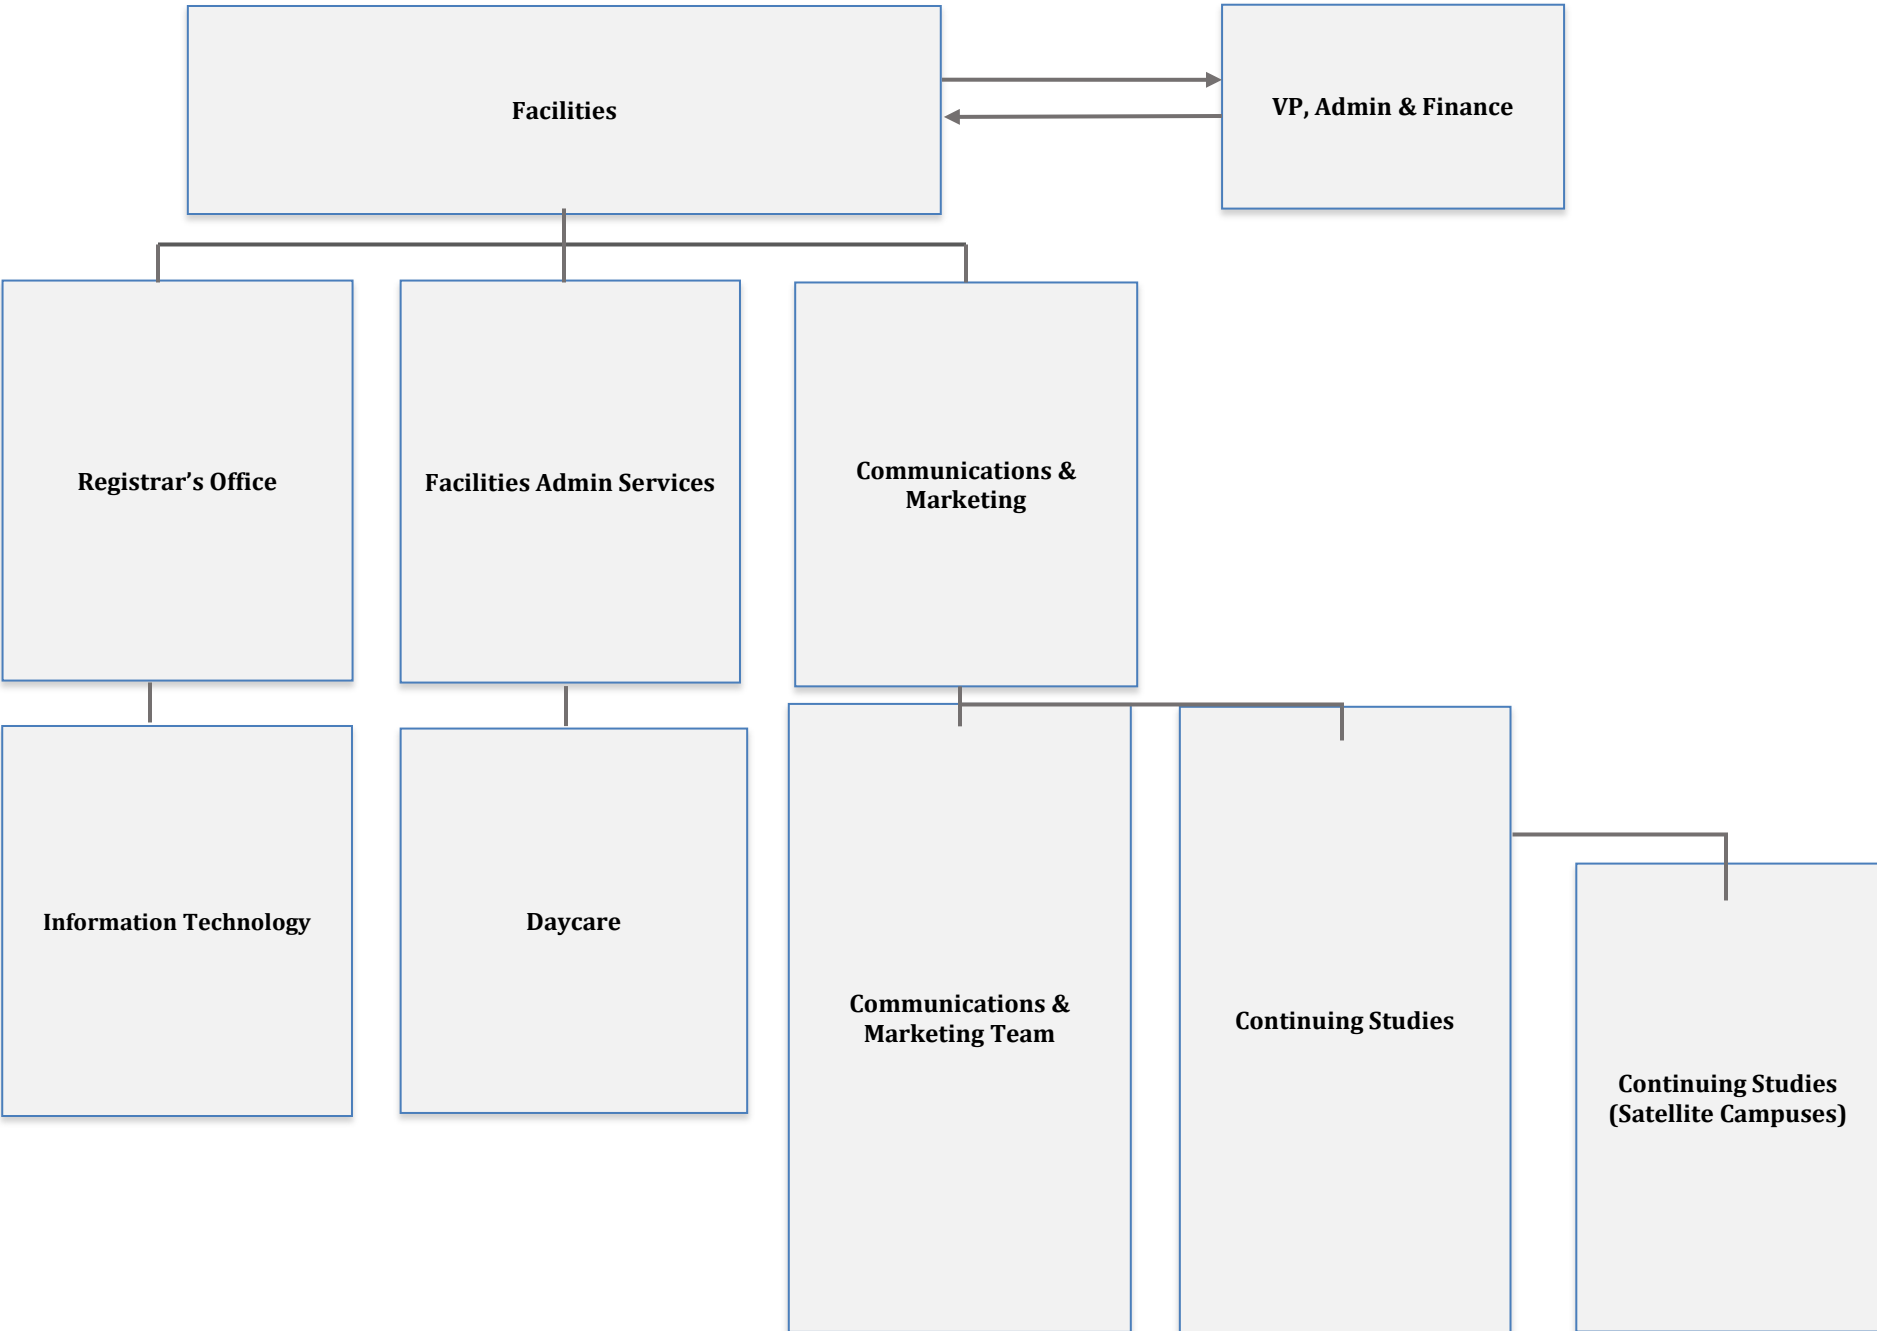 Facilities
VP, Admin & Finance
Registrar’s Office
Facilities Admin Services
Communications &
Marketing
Information Technology
Daycare
Communications &
Marketing Team
Continuing Studies
Continuing Studies
(Satellite Campuses)